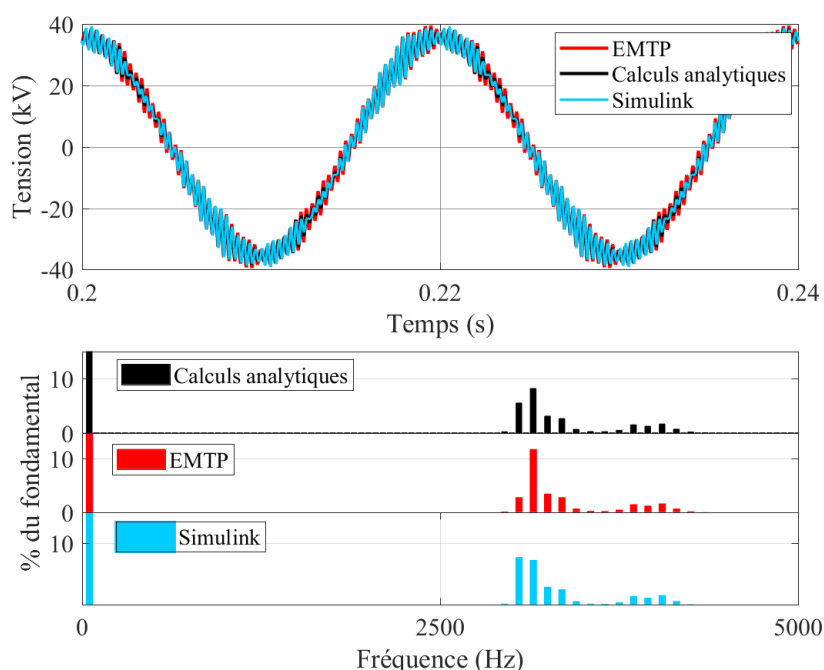 40
20
0
-20
-40
Tension (kV)
EMTP
Calculs analytiques
Simulink
0.2
0.22
0.24
Temps (s)
% du fondamental
10
Calculs analytiques
0
10
EMTP
0
10
Simulink
0
2500
5000
Fréquence (Hz)